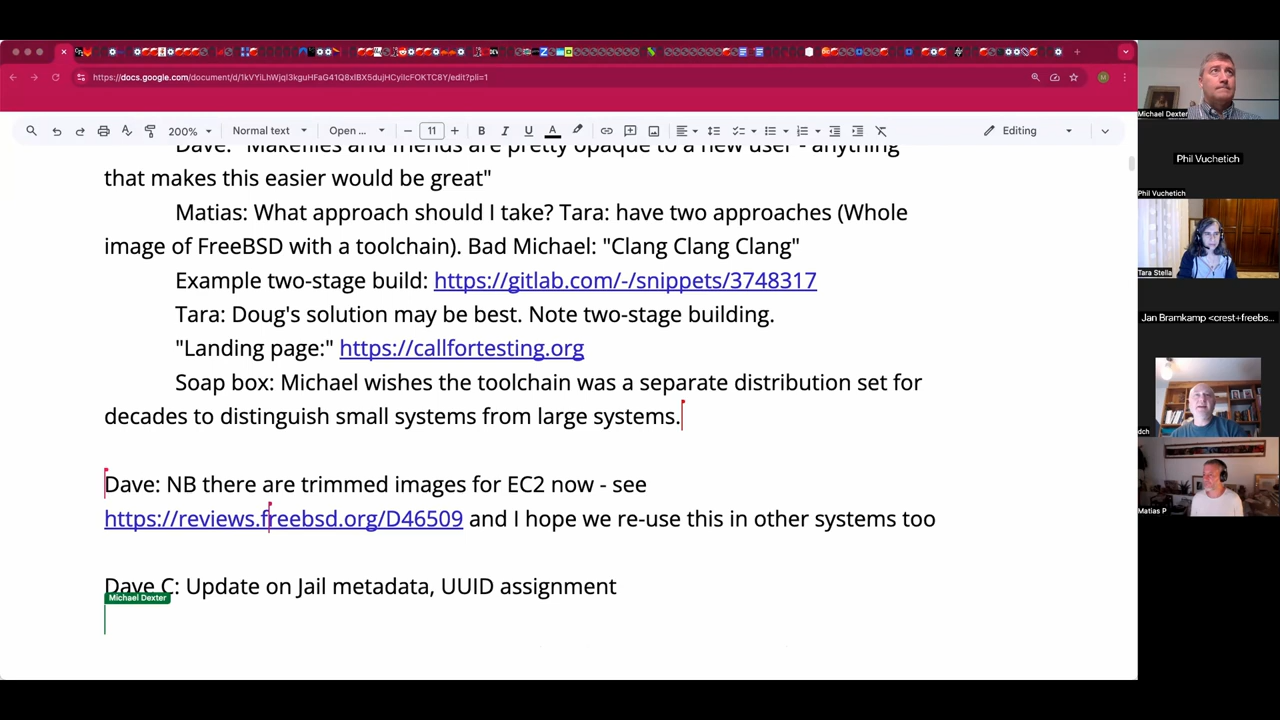 https://docs.google.com/document/d/1kVYiLhWjql3kguHFaG41Q8xlBX5dujHCyiIcFOKTC8Y/edit?pli=1
200%
Normal text
Open ...
11
Editing
Dave: "Makefiles and friends are pretty opaque to a new user - anything
that makes this easier would be great"
Matias: What approach should I take? Tara: have two approaches (Whole
image of FreeBSD with a toolchain). Bad Michael: "Clang Clang Clang"
Example two-stage build: https://gitlab.com/-/snippets/3748317
Tara: Doug's solution may be best. Note two-stage building.
"Landing page:" https://callfortesting.org
Soap box: Michael wishes the toolchain was a separate distribution set for
decades to distinguish small systems from large systems.
Dave: NB there are trimmed images for EC2 now - see
https://reviews.freebsd.org/D46509 and I hope we re-use this in other systems too
Dave C: Update on Jail metadata, UUID assignment
Michael Dexter
Michael Dexter
Phil Vuchetich
Phil Vuchetich
Tara Stella
Jan Bramkamp <crest+freebs...
dch
Matias P